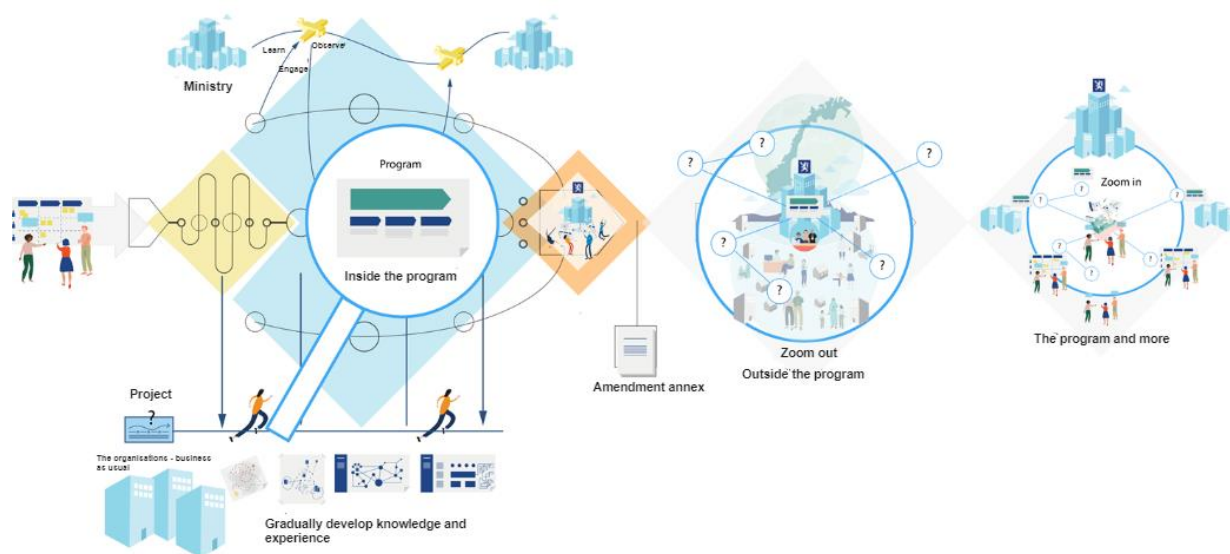 Learn
Observe
Engage
Ministry
Program
Inside the program
Project
?
The organisations - business
as usual
Gradually develop knowledge and
experience
Amendment annex
?
?
?
?
?
?
Zoom out
Outside the program
Zoom in
?
?
?
?
?
The program and more